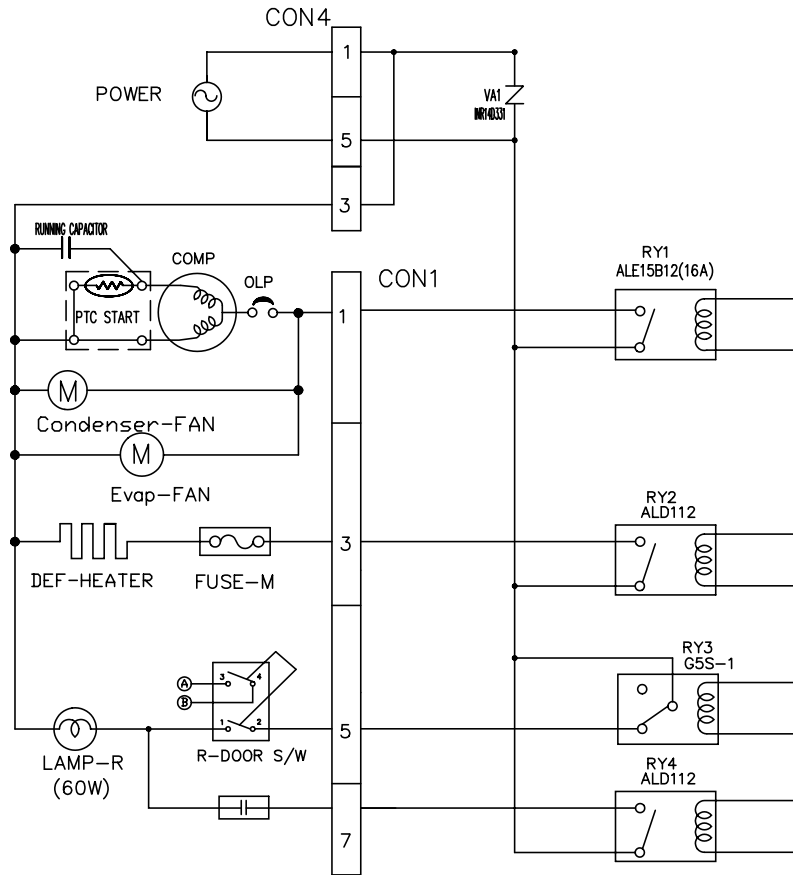 CON4
1
POWER
VA1
INR14D331
5
3
RUNNING CAPACITOR
COMP
OLP
CON1
RY1
ALE15B12(16A)
PTC START
1
M
Condenser-FAN
M
Evap-FAN
RY2
ALD112
3
DEF-HEATER
FUSE-M
RY3
G5S-1
A
3
4
B
1
2
5
R-DOOR S/W
LAMP-R
(60W)
RY4
ALD112
7